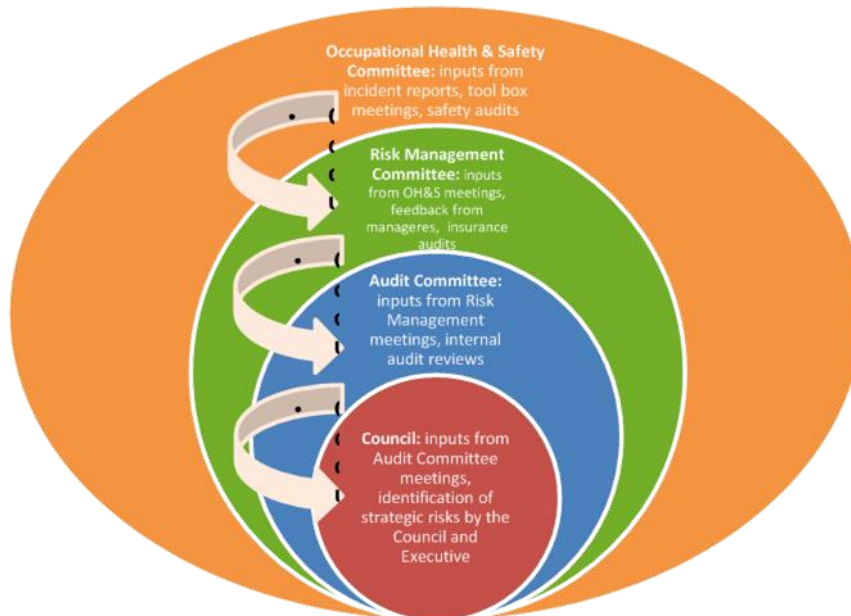 Occupational Health & Safety
Committee: inputs from
incident reports, tool box
meetings, safety audits
Risk Management
Committee: inputs
from OH&S meetings,
feedback from
manageres, insurance
audits
Audit Committee:
inputs from Risk
Management
meetings, internal
audit reviews
Council: inputs from
Audit Committee
meetings,
identification of
strategic risks by the
Council and
Executive